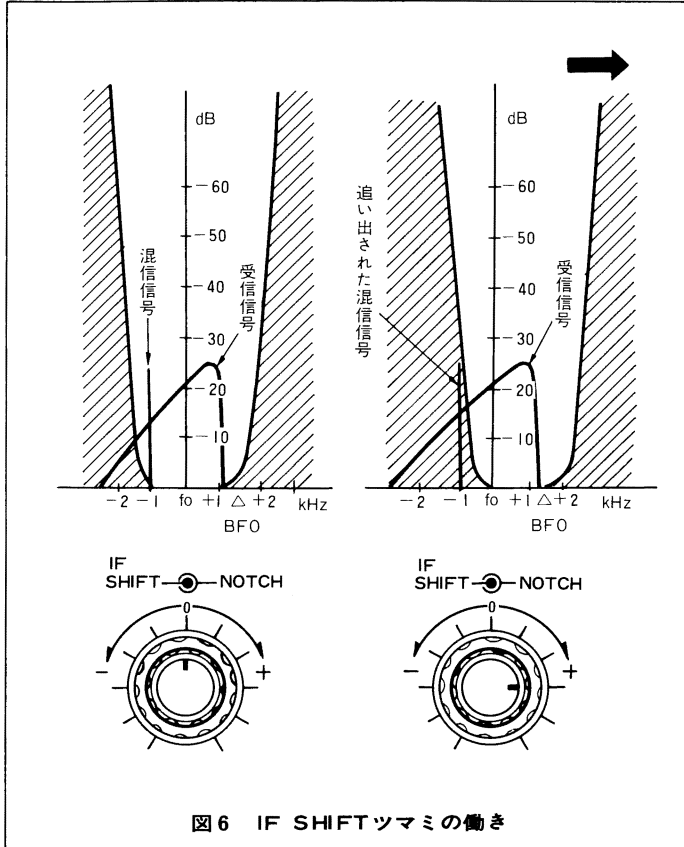 dB
-60
-50
-40
-30
-20
-10
混信信号
受信信号
-2 -1 fo +1 △ +2 kHz
BFO
IF
SHIFT NOTCH
0
- +
dB
-60
-50
-40
-30
-20
-10
追い出された
混信信号
受信信号
-2 -1 fo +1 △ +2 kHz
BFO
IF
SHIFT NOTCH
0
- +
図6 IF SHIFTツマミの働き